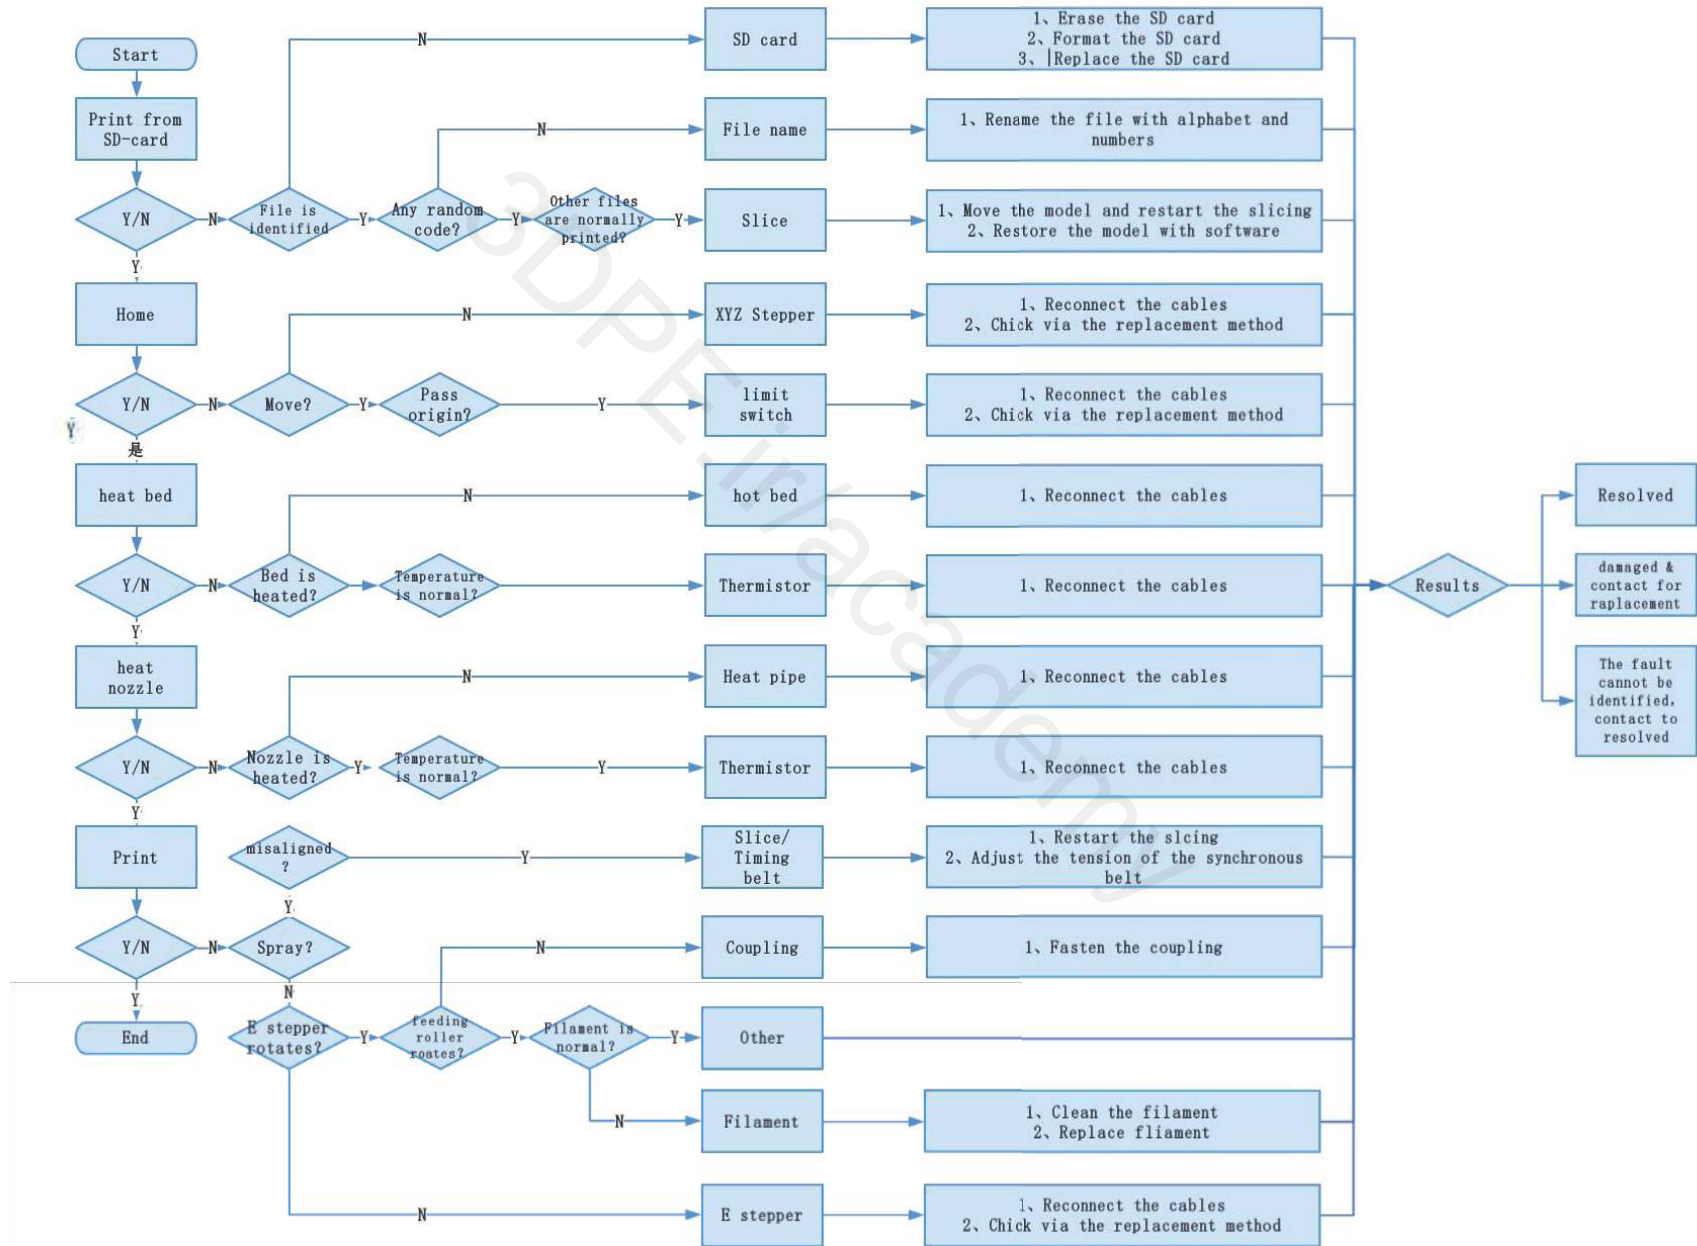 Start
Print from
SD-card
Y/N
N
File is
identified
Y
Any random
code?
Y
Other files
are normally
printed?
Y
Slice
1、Move the model and restart the slicing
2、Restore the model with software
N
SD card
1、Erase the SD card
2、Format the SD card
3、|Replace the SD card
N
File name
1、Rename the file with alphabet and
numbers
Y
Home
Y/N
N
Move?
Y
Pass
origin?
Y
limit
switch
1、Reconnect the cables
2、Chick via the replacement method
N
XYZ Stepper
1、Reconnect the cables
2、Chick via the replacement method
Y
是
heat bed
Y/N
N
Bed is
heated?
Temperature
is normal?
Thermistor
1、Reconnect the cables
N
hot bed
1、Reconnect the cables
Y
heat
nozzle
Y/N
N
Nozzle is
heated?
Y
Temperature
is normal?
Y
Thermistor
1、Reconnect the cables
N
Heat pipe
1、Reconnect the cables
Y
Print
Y/N
N
Spray?
Y
misaligned
?
Y
Slice/
Timing
belt
1、Restart the slcing
2、Adjust the tension of the synchronous
belt
Y
End
N
E stepper
rotates?
Y
feeding
roller
roates?
Y
Filament is
normal?
Y
Other
N
Coupling
1、Fasten the coupling
N
Filament
1、Clean the filament
2、Replace fliament
N
E stepper
1、Reconnect the cables
2、Chick via the replacement method
Results
Resolved
damaged &
contact for
raplacement
The fault
cannot be
identified,
contact to
resolved
3DPE.ir/academy